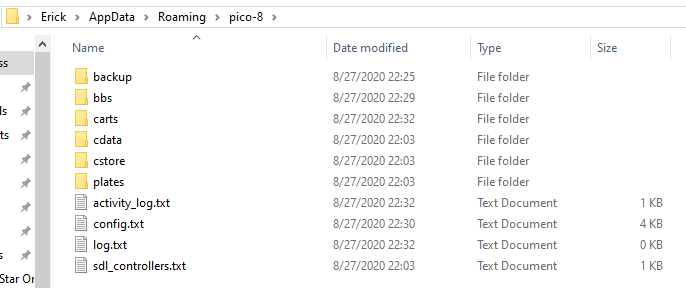 Erick > AppData > Roaming > pico-8 >
Name Date modified Type Size
backup 8/27/2020 22:25 File folder
bbs 8/27/2020 22:29 File folder
carts 8/27/2020 22:32 File folder
cdata 8/27/2020 22:03 File folder
cstore 8/27/2020 22:03 File folder
plates 8/27/2020 22:03 File folder
activity_log.txt 8/27/2020 22:32 Text Document 1 KB
config.txt 8/27/2020 22:30 Text Document 4 KB
log.txt 8/27/2020 22:32 Text Document 0 KB
sdl_controllers.txt 8/27/2020 22:03 Text Document 1 KB
ss
ls
ts
s
Star Or